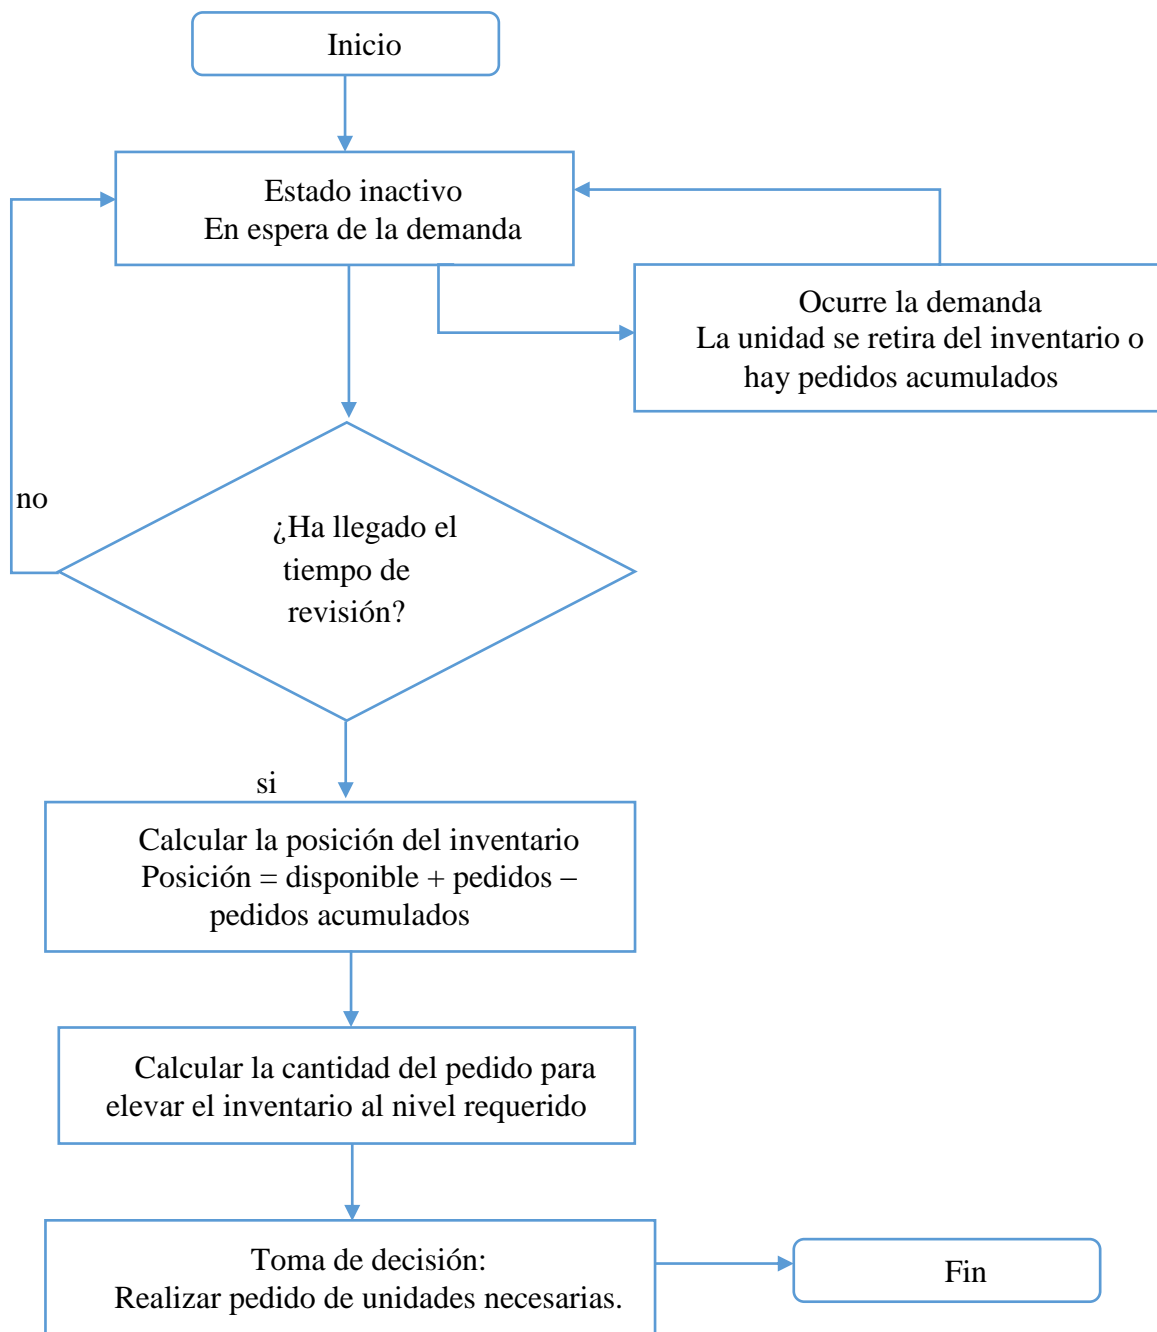 Inicio
Estado inactivo
En espera de la demanda
Ocurre la demanda
La unidad se retira del inventario o
hay pedidos acumulados
no
¿Ha llegado el
tiempo de
revisión?
si
Calcular la posición del inventario
Posición = disponible + pedidos –
pedidos acumulados
Calcular la cantidad del pedido para
elevar el inventario al nivel requerido
Toma de decisión:
Realizar pedido de unidades necesarias.
Fin